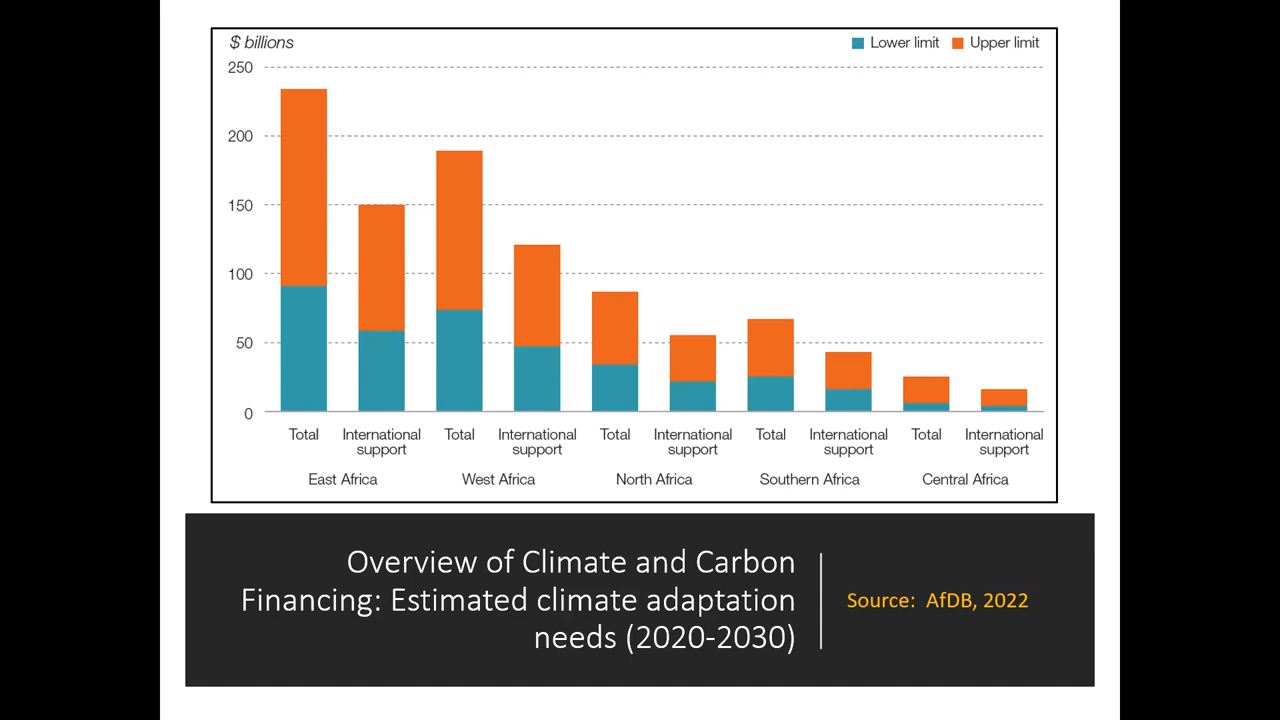 $ billions
Lower limit Upper limit
250
200
150
100
50
0
Total International support Total International support Total International support Total International support Total International support
East Africa West Africa North Africa Southern Africa Central Africa
Overview of Climate and Carbon
Financing: Estimated climate adaptation
needs (2020-2030)
Source: AfDB, 2022